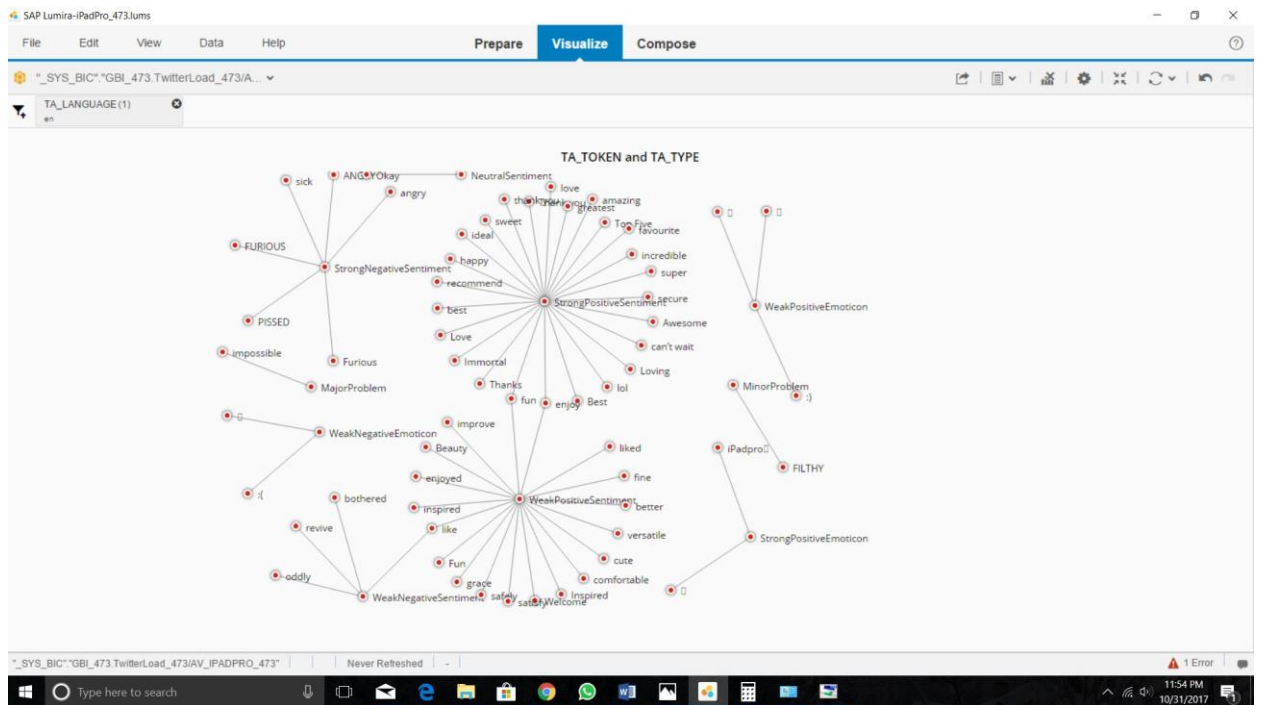 SAP Lumira-iPadPro_473.lums
File Edit View Data Help Prepare Visualize Compose
"_SYS_BIC"."GBI_473.TwitterLoad_473/A...
TA_LANGUAGE (1)
en
TA_TOKEN and TA_TYPE
sick
Okay
NeutralSentiment
angry
love
thankyou
amazing
greatest
sweet
Top Five
favourite
ideal
FURIOUS
happy
incredible
StrongNegativeSentiment
super
recommend
secure
StrongPositiveSentiment
WeakPositiveEmoticon
best
PISSED
Awesome
Love
can't wait
impossible
Furious
Immortal
Loving
MajorProblem
Thanks
lol
MinorProblem
fun
enjoy
Best
:)
improve
WeakNegativeEmoticon
Beauty
liked
iPadpro
FILTHY
enjoyed
fine
:(
bothered
WeakPositiveSentiment
inspired
better
revive
like
versatile
StrongPositiveEmoticon
Fun
cute
oddly
grace
comfortable
WeakNegativeSentiment
safely
satisfy
Welcome
Inspired
"_SYS_BIC"."GBI_473.TwitterLoad_473/AV_IPADPRO_473" Never Refreshed - 1 Error
Type here to search
11:54 PM
10/31/2017